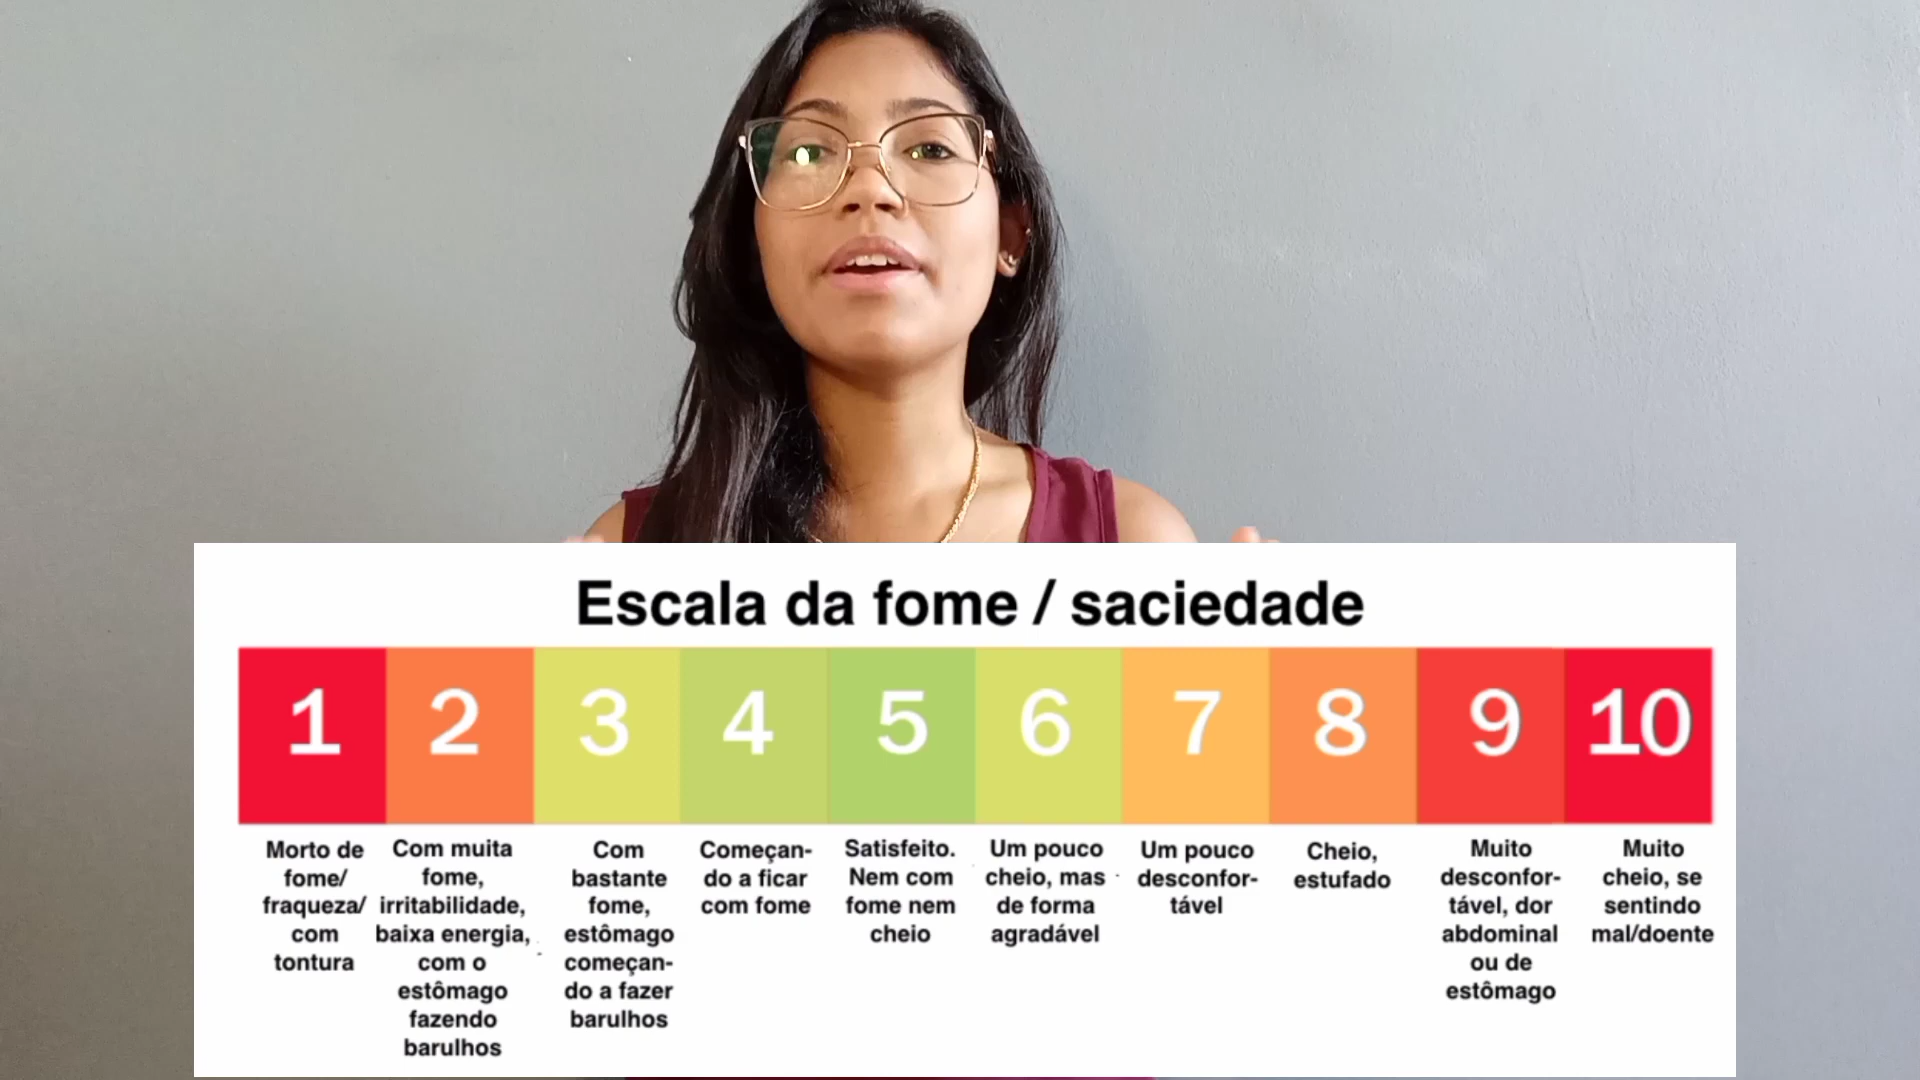 Escala da fome / saciedade
1 2 3 4 5 6 7 8 9 10
Morto de
fome/
fraqueza/
com
tontura
Com muita
fome,
irritabilidade,
baixa energia,
com o
estômago
fazendo
barulhos
Com
bastante
fome,
estômago
começan-
do a fazer
barulhos
Começan-
do a ficar
com fome
Satisfeito.
Nem com
fome nem
cheio
Um pouco
cheio, mas
de forma
agradável
Um pouco
desconfor-
tável
Cheio,
estufado
Muito
desconfor-
tável, dor
abdominal
ou de
estômago
Muito
cheio, se
sentindo
mal/doente